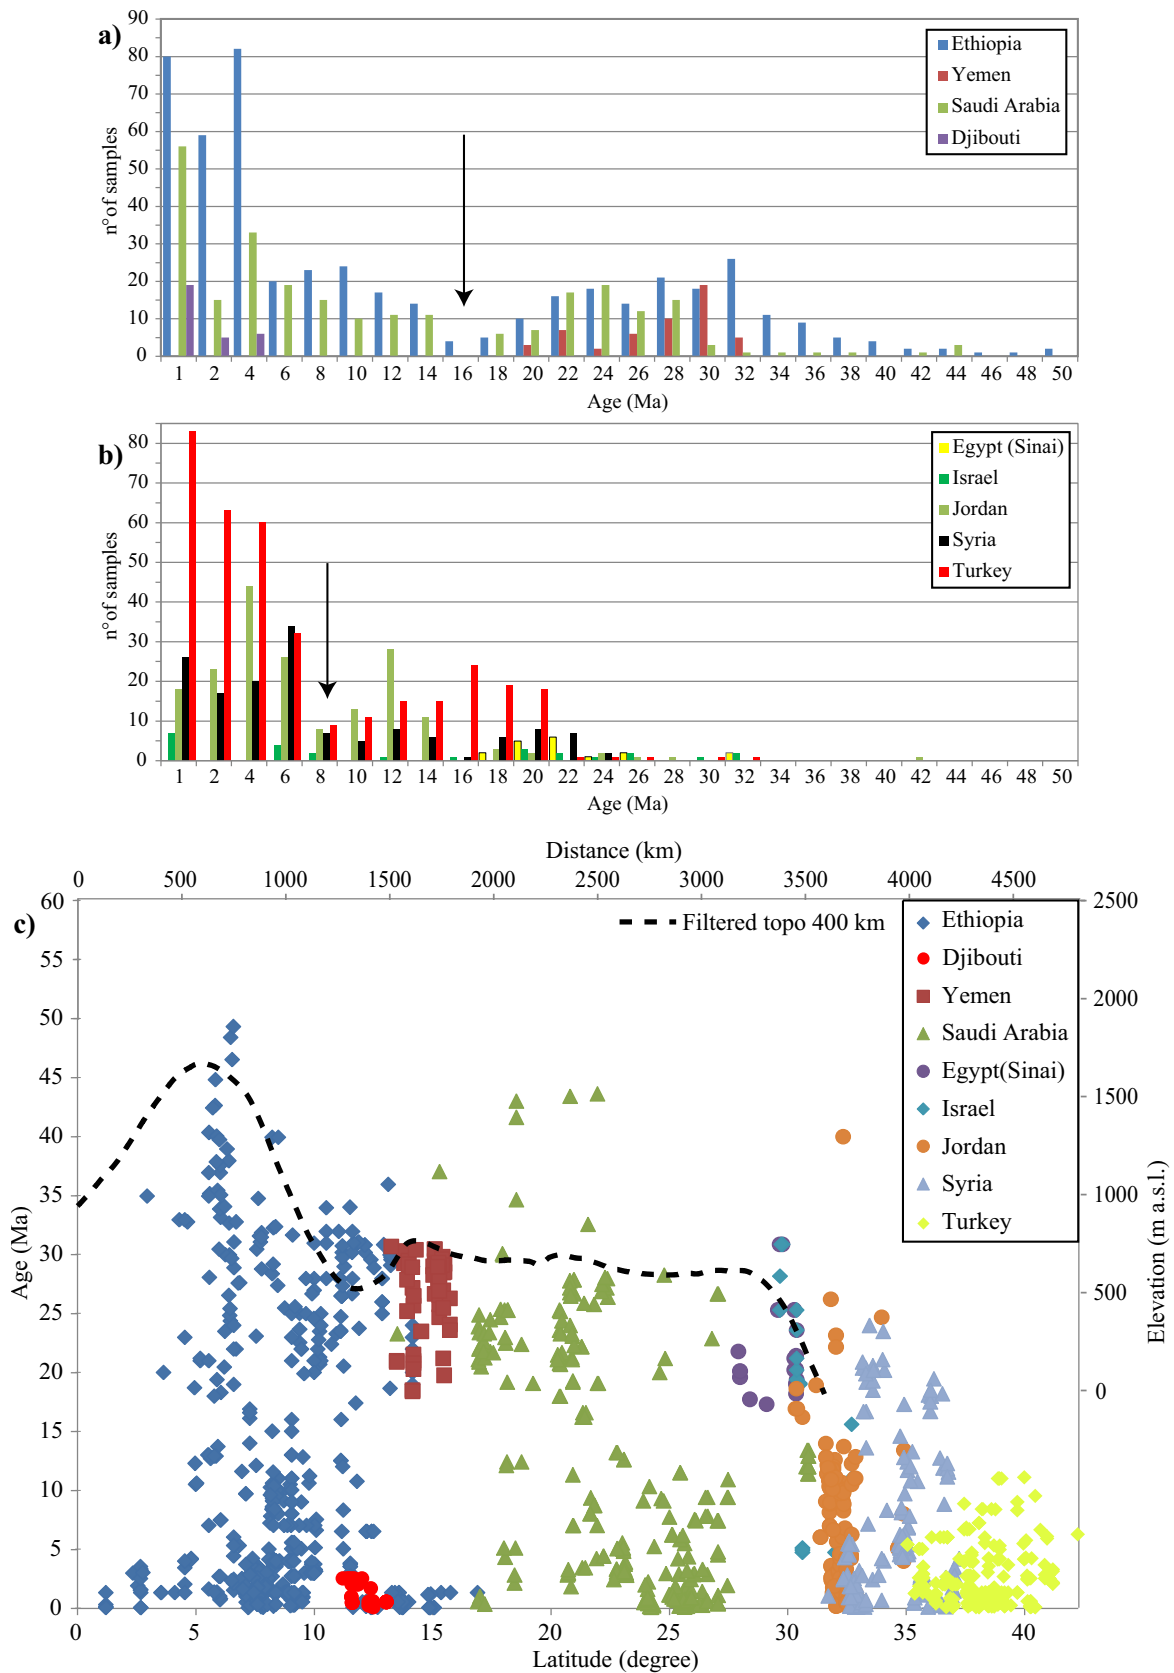 a)
n° of samples
90
80
70
60
50
40
30
20
10
0
Ethiopia
Yemen
Saudi Arabia
Djibouti
1 2 4 6 8 10 12 14 16 18 20 22 24 26 28 30 32 34 36 38 40 42 44 46 48 50
Age (Ma)
b)
n° of samples
80
70
60
50
40
30
20
10
0
Egypt (Sinai)
Israel
Jordan
Syria
Turkey
1 2 4 6 8 10 12 14 16 18 20 22 24 26 28 30 32 34 36 38 40 42 44 46 48 50
Age (Ma)
Distance (km)
0 500 1000 1500 2000 2500 3000 3500 4000 4500
c)
Age (Ma)
60
55
50
45
40
35
30
25
20
15
10
5
0
Filtered topo 400 km
Ethiopia
Djibouti
Yemen
Saudi Arabia
Egypt(Sinai)
Israel
Jordan
Syria
Turkey
2500
2000
1500
1000
500
0
Elevation (m a.s.l.)
0 5 10 15 20 25 30 35 40
Latitude (degree)